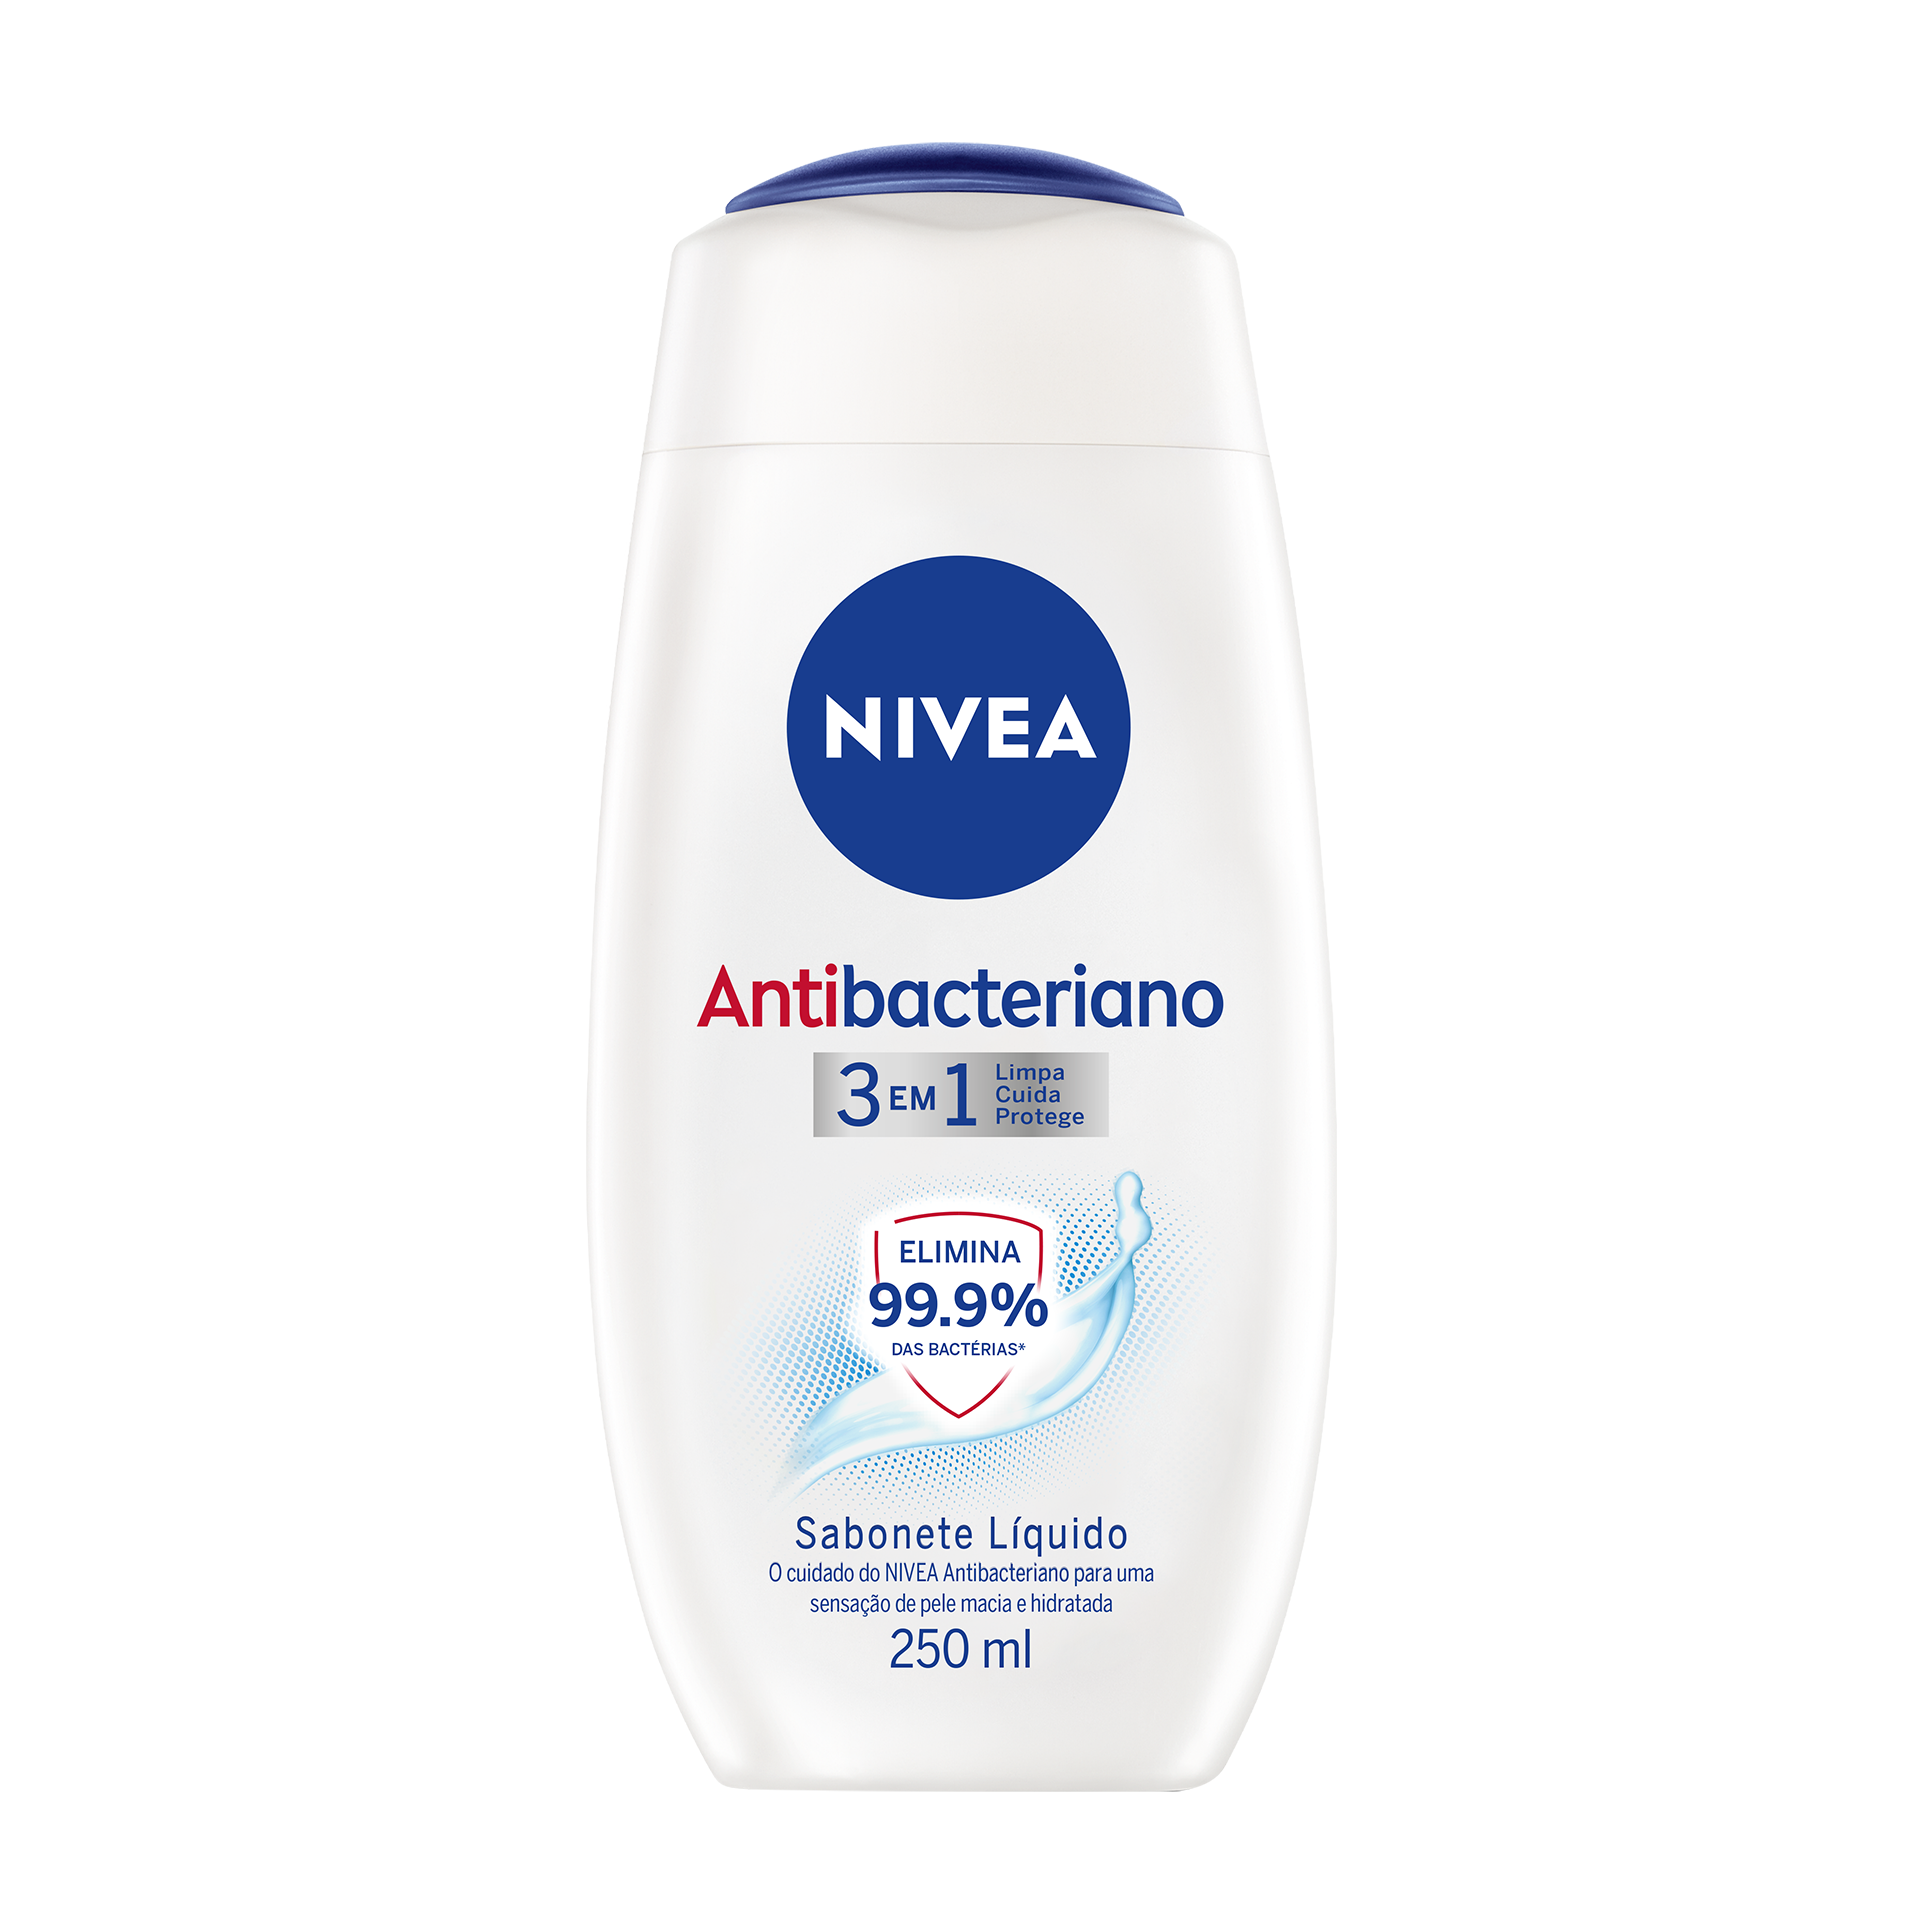 NIVEA
Antibacteriano
3 EM 1
Limpa
Cuida
Protege
ELIMINA
99.9%
DAS BACTÉRIAS*
Sabonete Líquido
O cuidado do NIVEA Antibacteriano para uma
sensação de pele macia e hidratada
250 ml